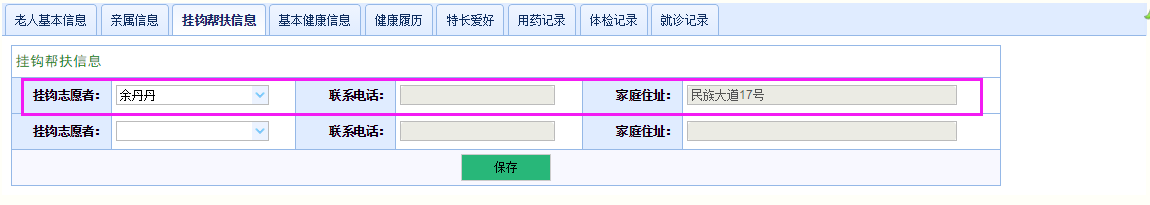 老人基本信息 亲属信息 挂钩帮扶信息 基本健康信息 健康履历 特长爱好 用药记录 体检记录 就诊记录
挂钩帮扶信息
挂钩志愿者： 余丹丹 联系电话： 家庭住址： 民族大道17号
挂钩志愿者： 联系电话： 家庭住址：
保存